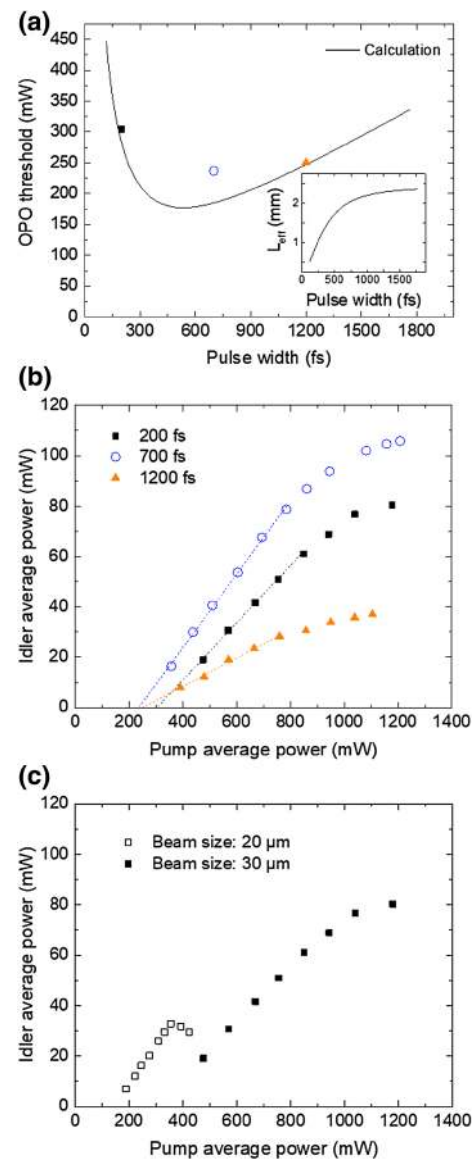 (a)
450
400
350
300
250
200
150
100
50
0
OPO threshold (mW)
Calculation
2
1
L_eff (mm)
0 500 1000 1500
Pulse width (fs)
0 300 600 900 1200 1500 1800
Pulse width (fs)
(b)
120
100
80
60
40
20
0
Idler average power (mW)
200 fs
700 fs
1200 fs
0 200 400 600 800 1000 1200 1400
Pump average power (mW)
(c)
120
100
80
60
40
20
0
Idler average power (mW)
Beam size: 20 µm
Beam size: 30 µm
0 200 400 600 800 1000 1200 1400
Pump average power (mW)